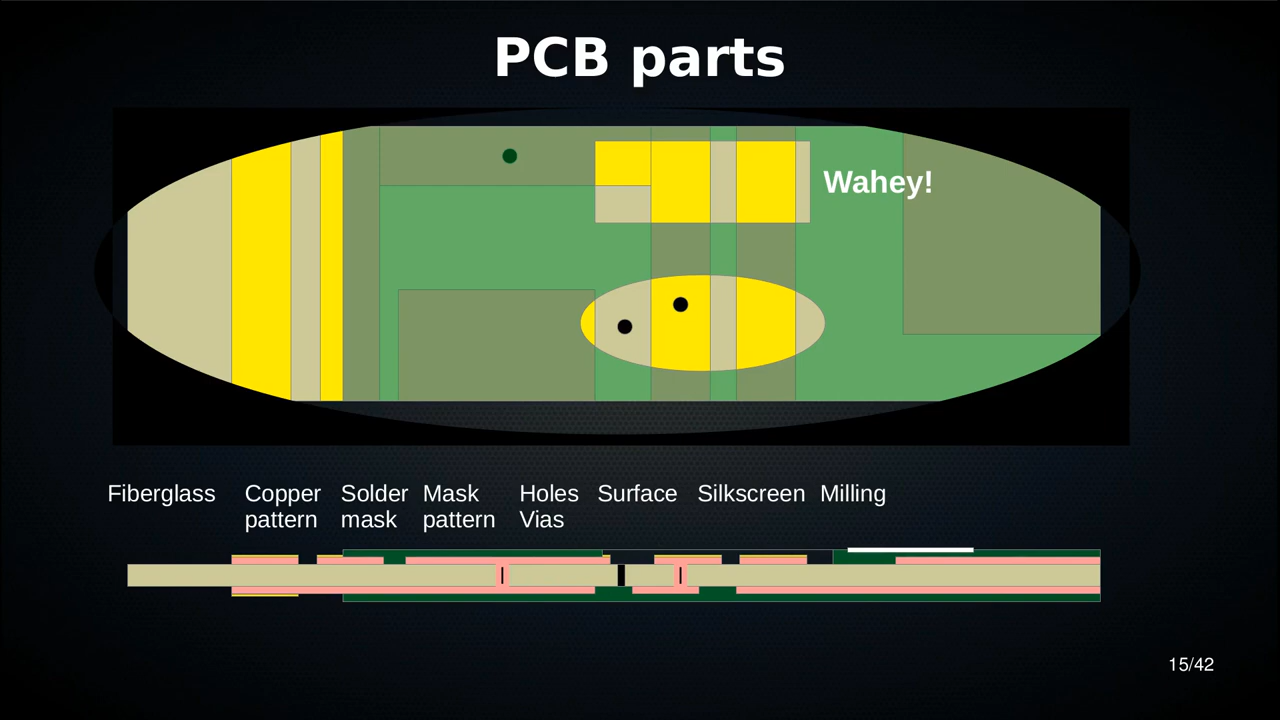 PCB parts
Wahey!
Fiberglass Copper Solder Mask Holes Surface Silkscreen Milling
pattern mask pattern Vias
15/42